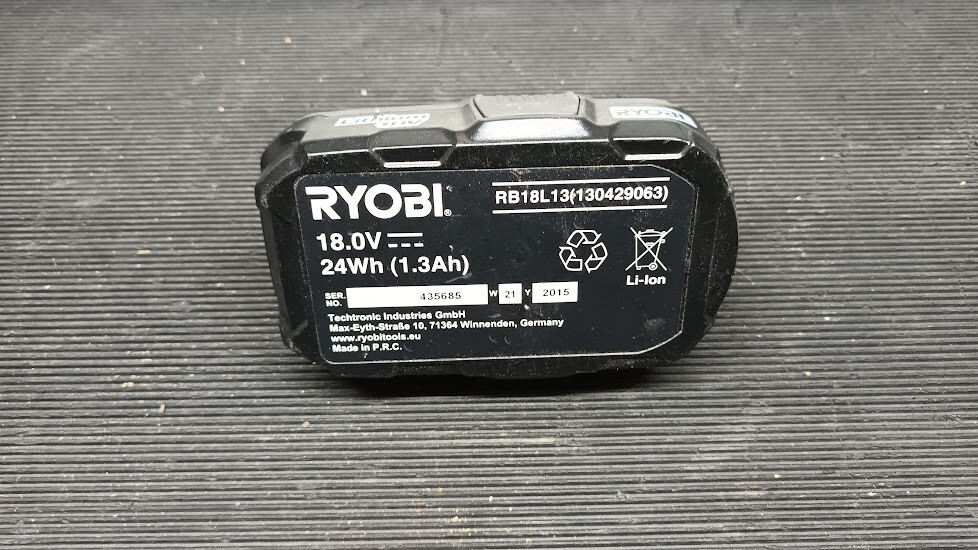 RYOBI
RYOBI®
RB18L13(130429063)
18.0V
24Wh (1.3Ah)
Li-Ion
SER. NO. 435685 W 21 Y 2015
Techtronic Industries GmbH
Max-Eyth-Straße 10, 71364 Winnenden, Germany
www.ryobitools.eu
Made in P.R.C.